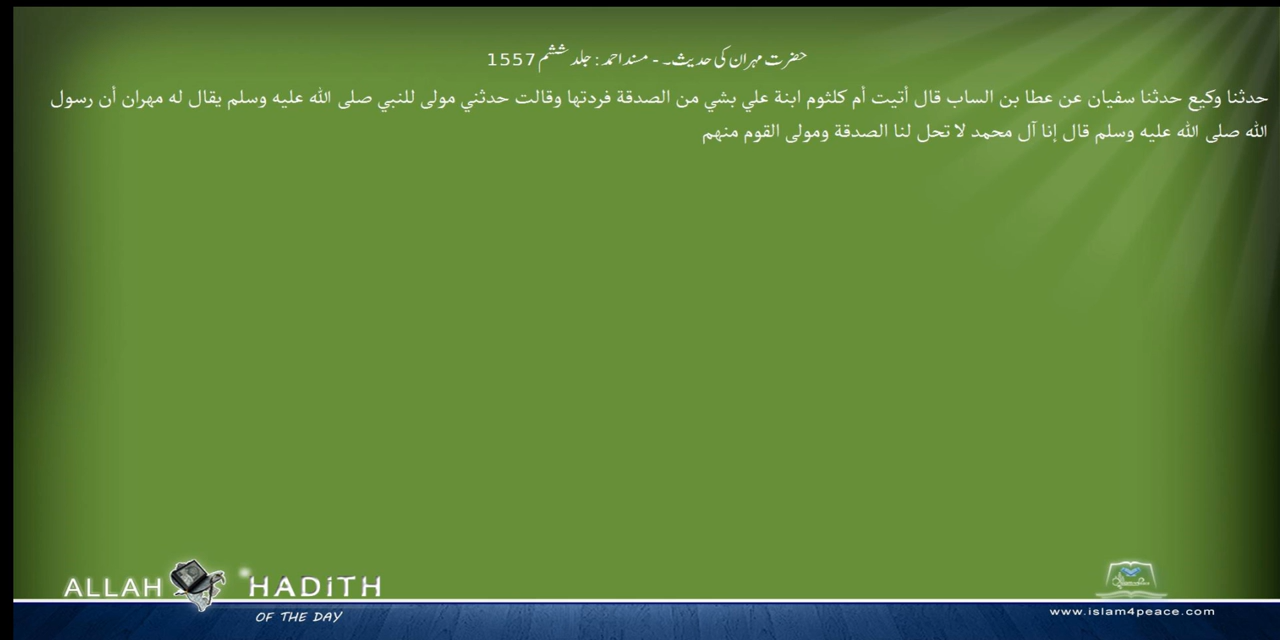 حضرت مہران کی حدیث۔ - مسند احمد : جلد ششم 1557
حدثنا وكيع حدثنا سفيان عن عطا بن الساب قال أتيت أم كلثوم ابنة علي بشي من الصدقة فردتها وقالت حدثني مولى للنبي صلى الله عليه وسلم يقال له مهران أن رسول
الله صلى الله عليه وسلم قال إنا آل محمد لا تحل لنا الصدقة ومولى القوم منهم
ALLAH HADITH
OF THE DAY
www.islam4peace.com